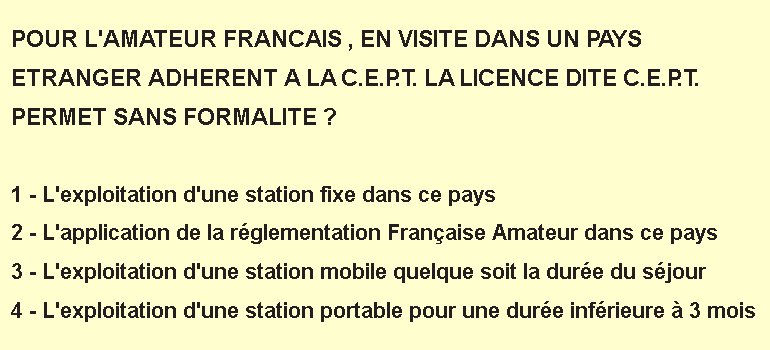 POUR L'AMATEUR FRANCAIS , EN VISITE DANS UN PAYS
ETRANGER ADHERENT A LA C.E.P.T. LA LICENCE DITE C.E.P.T.
PERMET SANS FORMALITE ?
1 - L'exploitation d'une station fixe dans ce pays
2 - L'application de la réglementation Française Amateur dans ce pays
3 - L'exploitation d'une station mobile quelque soit la durée du séjour
4 - L'exploitation d'une station portable pour une durée inférieure à 3 mois